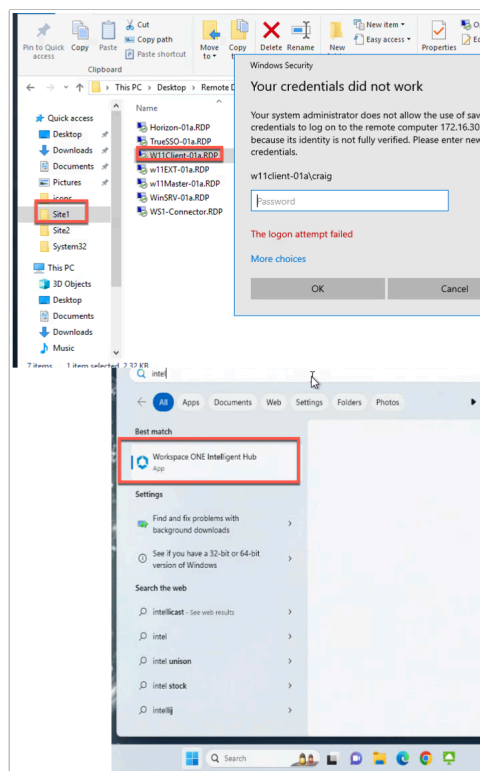 Pin to Quick access
Copy
Paste
Cut
Copy path
Paste shortcut
Clipboard
Move to
Copy to
Delete
Rename
New
New item
Easy access
Properties
This PC > Desktop > Remote D
Name
Quick access
Desktop
Downloads
Documents
Pictures
icons
Site1
Site2
System32
This PC
3D Objects
Desktop
Documents
Downloads
Music
Horizon-01a.RDP
TrueSSO-01a.RDP
W11Client-01a.RDP
w11EXT-01a.RDP
w11Master-01a.RDP
WinSRV-01a.RDP
WS1-Connector.RDP
7 items
1 item selected 2.32 KB
Windows Security
Your credentials did not work
Your system administrator does not allow the use of sav
credentials to log on to the remote computer 172.16.30
because its identity is not fully verified. Please enter new
credentials.
w11client-01a\craig
Password
The logon attempt failed
More choices
OK
Cancel
intel
All
Apps
Documents
Web
Settings
Folders
Photos
Best match
Workspace ONE Intelligent Hub
App
Settings
Find and fix problems with
background downloads
See if you have a 32-bit or 64-bit
version of Windows
Search the web
intellicast - See web results
intel
intel unison
intel stock
intellij
Search